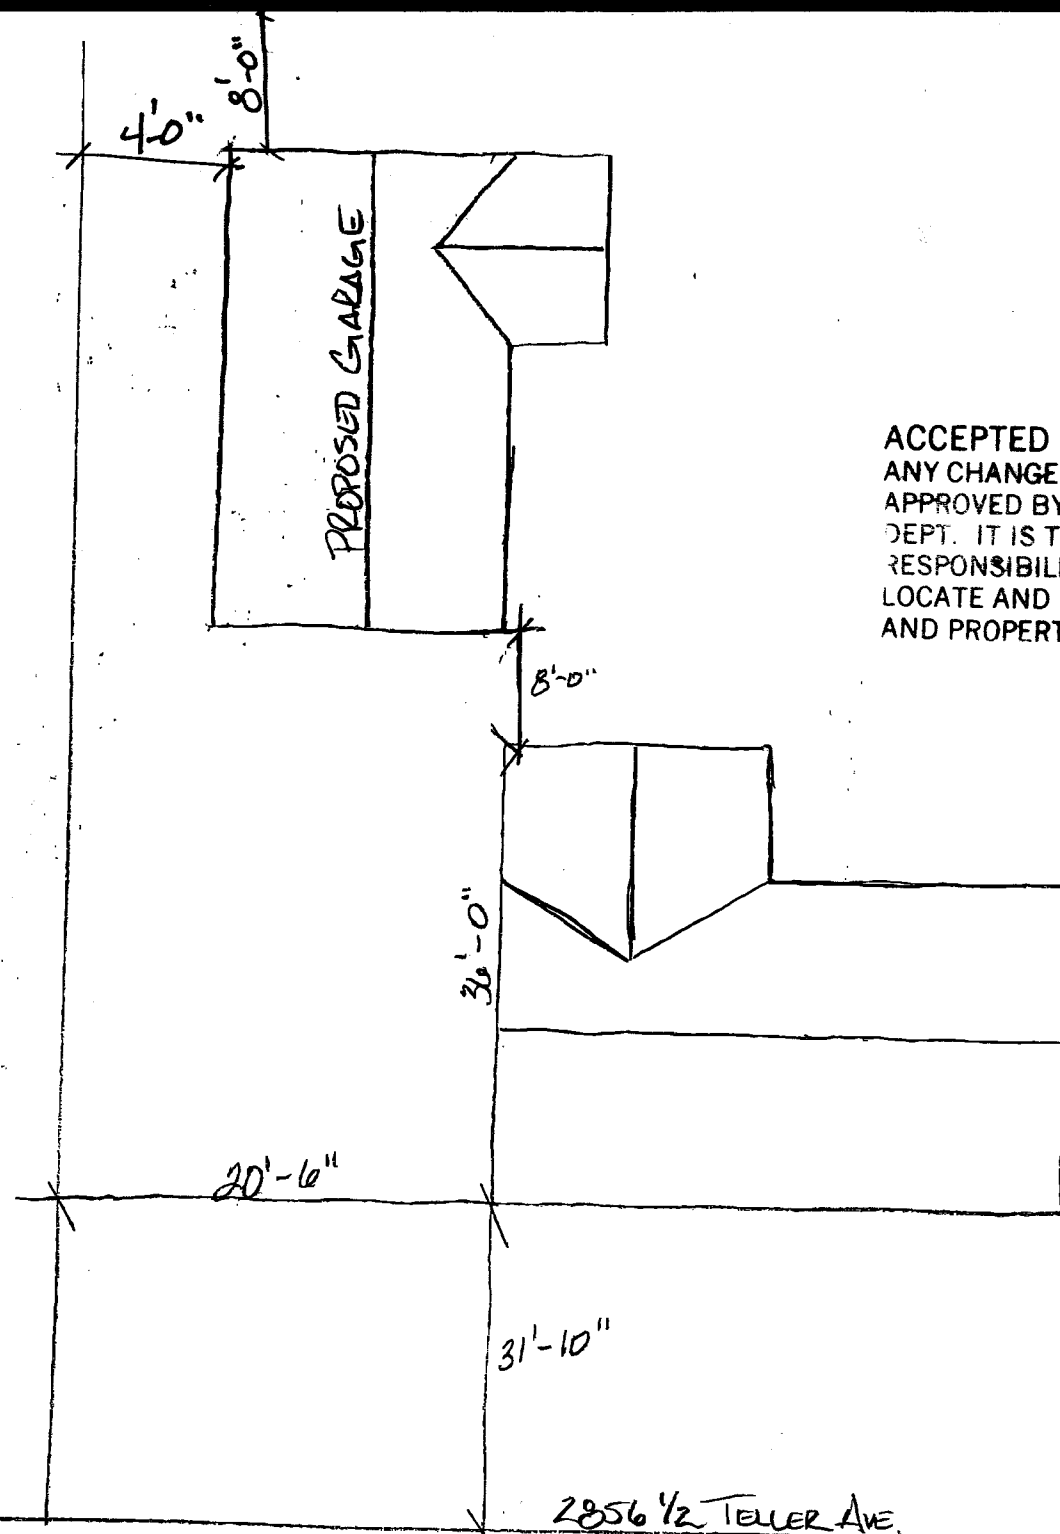 8'-0"
4'-0"
PROPOSED GARAGE
ACCEPTED
ANY CHANGE
APPROVED BY
DEPT. IT IS T
RESPONSIBILI
LOCATE AND
AND PROPERT
8'-0"
36'-0"
20'-6"
31'-10"
2856 1/2 TELLER AVE.